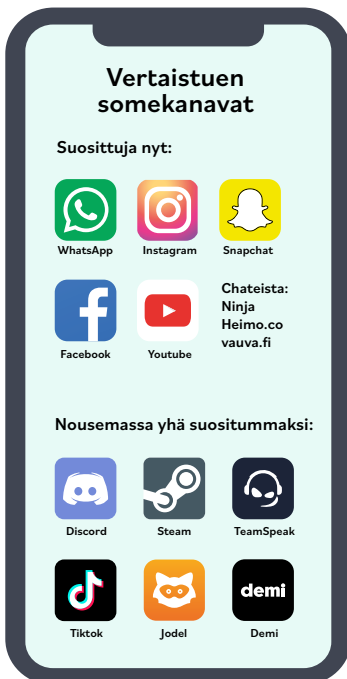 Vertaistuen
somekanavat
Suosittuja nyt:
WhatsApp
Instagram
Snapchat
Facebook
Youtube
Chateista:
Ninja
Heimo.co
vauva.fi
Nousemassa yhä suositummaksi:
Discord
Steam
TeamSpeak
demi
Tiktok
Jodel
Demi